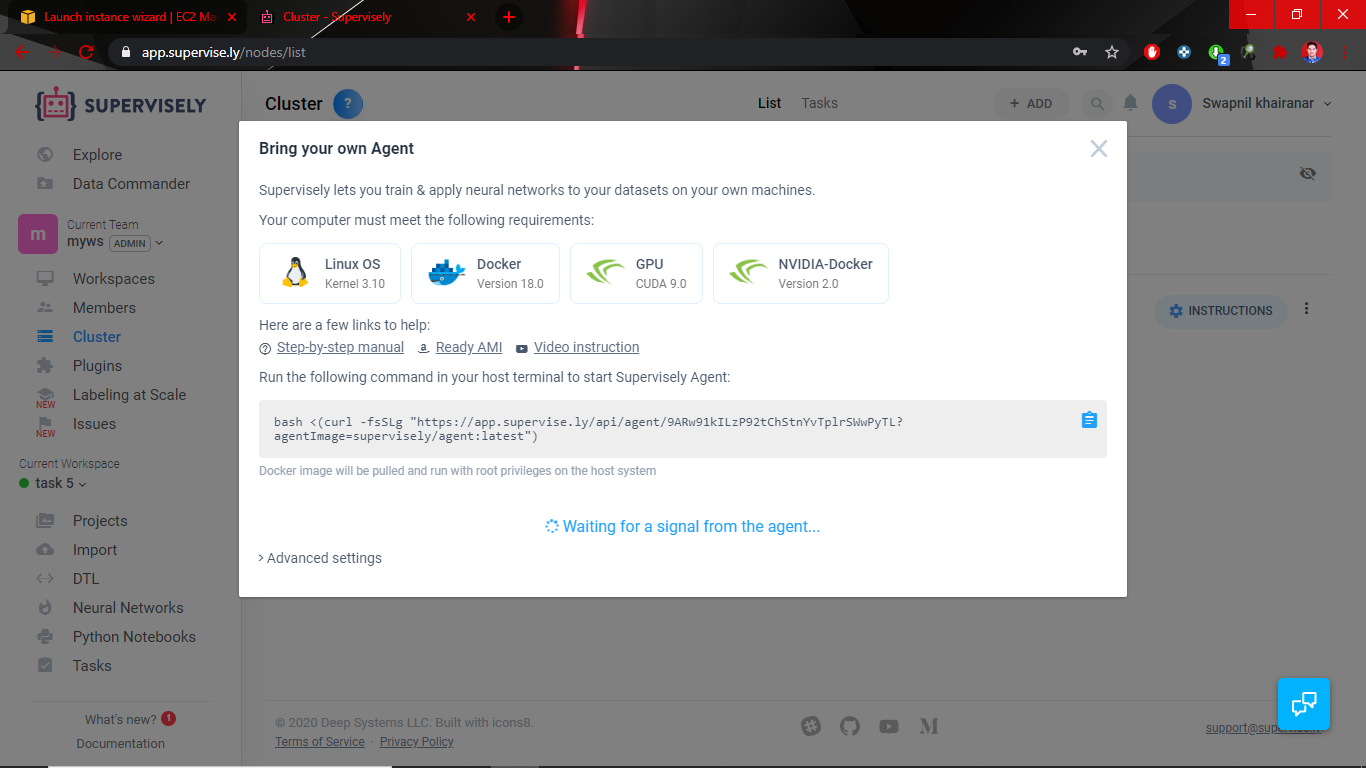 Launch instance wizard | EC2 Ma
Cluster - Supervisely
app.supervise.ly/nodes/list
2
SUPERVISELY
Cluster
?
List
Tasks
+ ADD
s
Swapnil khairanar
Explore
Data Commander
m
Current Team
myws ADMIN
Workspaces
Members
Cluster
Plugins
NEW
Labeling at Scale
NEW
Issues
Current Workspace
task 5
Projects
Import
DTL
Neural Networks
Python Notebooks
Tasks
What's new? 1
Documentation
Bring your own Agent
Supervisely lets you train & apply neural networks to your datasets on your own machines.
Your computer must meet the following requirements:
Linux OS
Kernel 3.10
Docker
Version 18.0
GPU
CUDA 9.0
NVIDIA-Docker
Version 2.0
Here are a few links to help:
Step-by-step manual
Ready AMI
Video instruction
Run the following command in your host terminal to start Supervisely Agent:
bash <(curl -fsSLg "https://app.supervise.ly/api/agent/9ARw91kILzP92tChStnYvTplrSWwPyTL?
agentImage=supervisely/agent:latest")
Docker image will be pulled and run with root privileges on the host system
Waiting for a signal from the agent...
> Advanced settings
INSTRUCTIONS
© 2020 Deep Systems LLC. Built with icons8.
Terms of Service · Privacy Policy